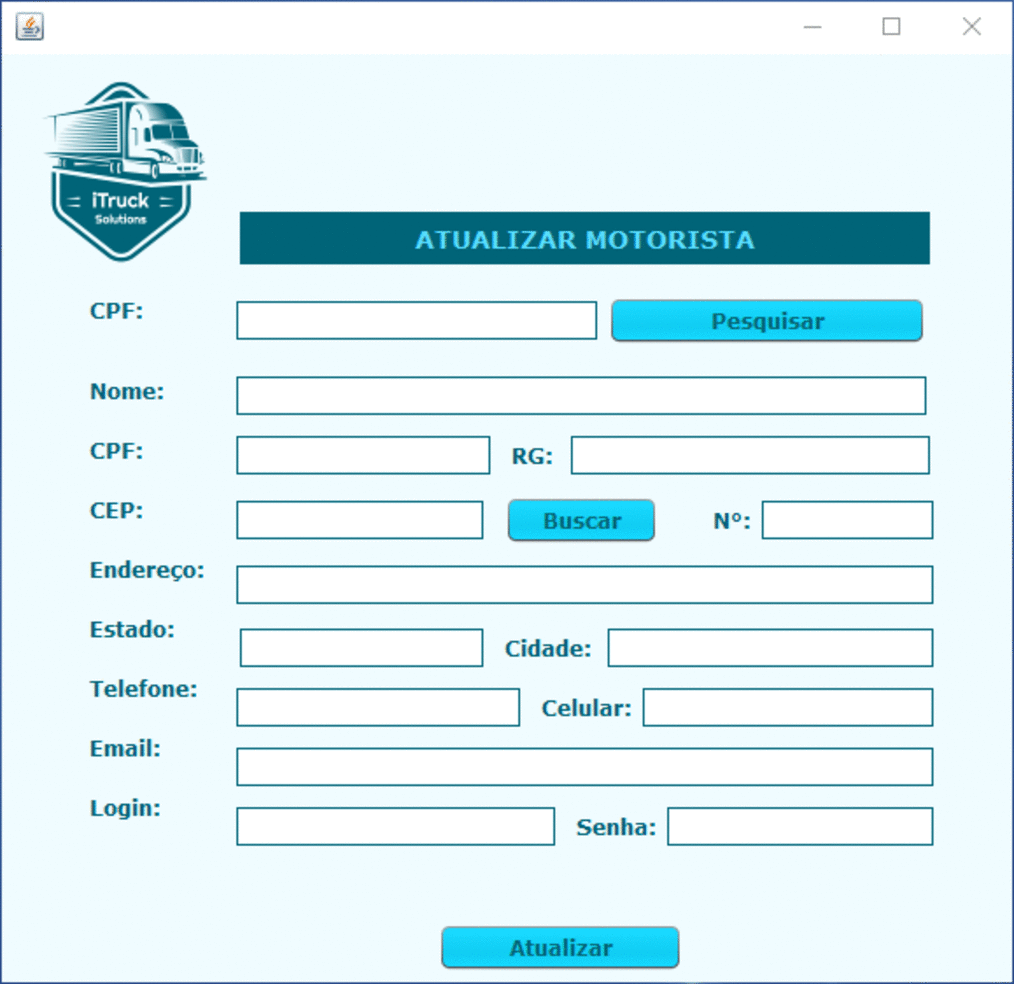 iTruck
Solutions
ATUALIZAR MOTORISTA
CPF: Pesquisar
Nome:
CPF: RG:
CEP: Buscar Nº:
Endereço:
Estado: Cidade:
Telefone: Celular:
Email:
Login: Senha:
Atualizar